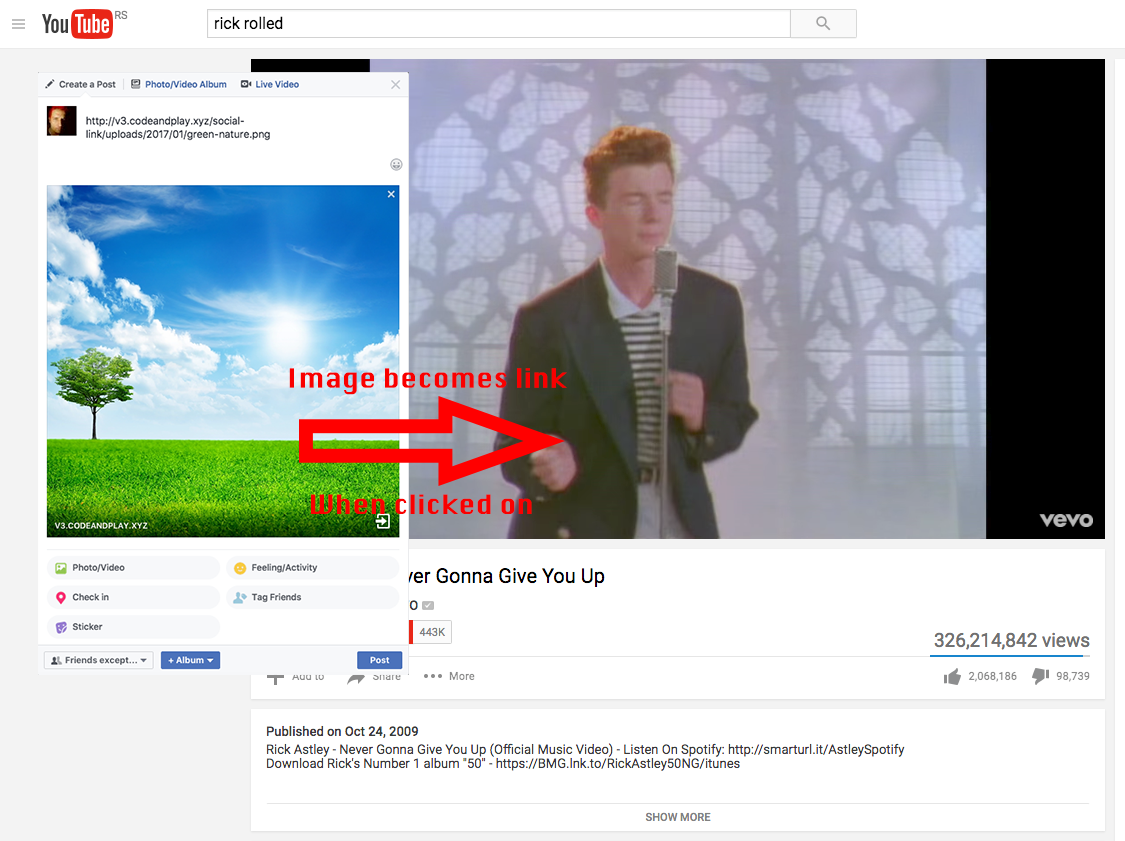 YouTube RS
rick rolled
Create a Post
Photo/Video Album
Live Video
http://v3.codeandplay.xyz/social-
link/uploads/2017/01/green-nature.png
V3.CODEANDPLAY.XYZ
Image becomes link
When clicked on
Photo/Video
Feeling/Activity
Check in
Tag Friends
Sticker
Friends except...
+ Album
Post
vevo
ver Gonna Give You Up
O
443K
326,214,842 views
Add to
Share
More
2,068,186
98,739
Published on Oct 24, 2009
Rick Astley - Never Gonna Give You Up (Official Music Video) - Listen On Spotify: http://smarturl.it/AstleySpotify
Download Rick's Number 1 album "50" - https://BMG.lnk.to/RickAstley50NG/itunes
SHOW MORE